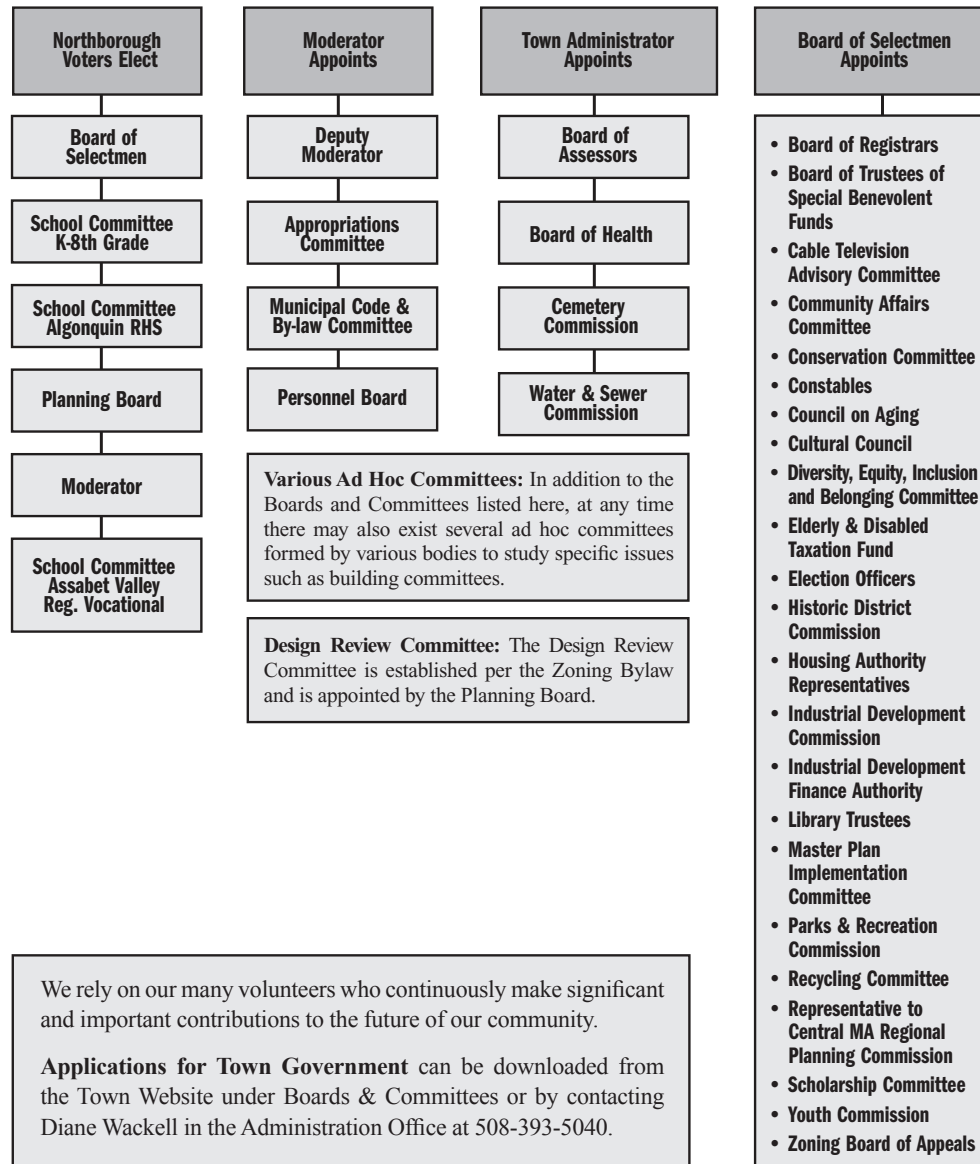 Northborough
Voters Elect
Board of
Selectmen
School Committee
K-8th Grade
School Committee
Algonquin RHS
Planning Board
Moderator
School Committee
Assabet Valley
Reg. Vocational
Moderator
Appoints
Deputy
Moderator
Appropriations
Committee
Municipal Code &
By-law Committee
Personnel Board
Town Administrator
Appoints
Board of
Assessors
Board of Health
Cemetery
Commission
Water & Sewer
Commission
Various Ad Hoc Committees: In addition to the
Boards and Committees listed here, at any time
there may also exist several ad hoc committees
formed by various bodies to study specific issues
such as building committees.
Design Review Committee: The Design Review
Committee is established per the Zoning Bylaw
and is appointed by the Planning Board.
Board of Selectmen
Appoints
• Board of Registrars
• Board of Trustees of
Special Benevolent
Funds
• Cable Television
Advisory Committee
• Community Affairs
Committee
• Conservation Committee
• Constables
• Council on Aging
• Cultural Council
• Diversity, Equity, Inclusion
and Belonging Committee
• Elderly & Disabled
Taxation Fund
• Election Officers
• Historic District
Commission
• Housing Authority
Representatives
• Industrial Development
Commission
• Industrial Development
Finance Authority
• Library Trustees
• Master Plan
Implementation
Committee
• Parks & Recreation
Commission
• Recycling Committee
• Representative to
Central MA Regional
Planning Commission
• Scholarship Committee
• Youth Commission
• Zoning Board of Appeals
We rely on our many volunteers who continuously make significant
and important contributions to the future of our community.
Applications for Town Government can be downloaded from
the Town Website under Boards & Committees or by contacting
Diane Wackell in the Administration Office at 508-393-5040.